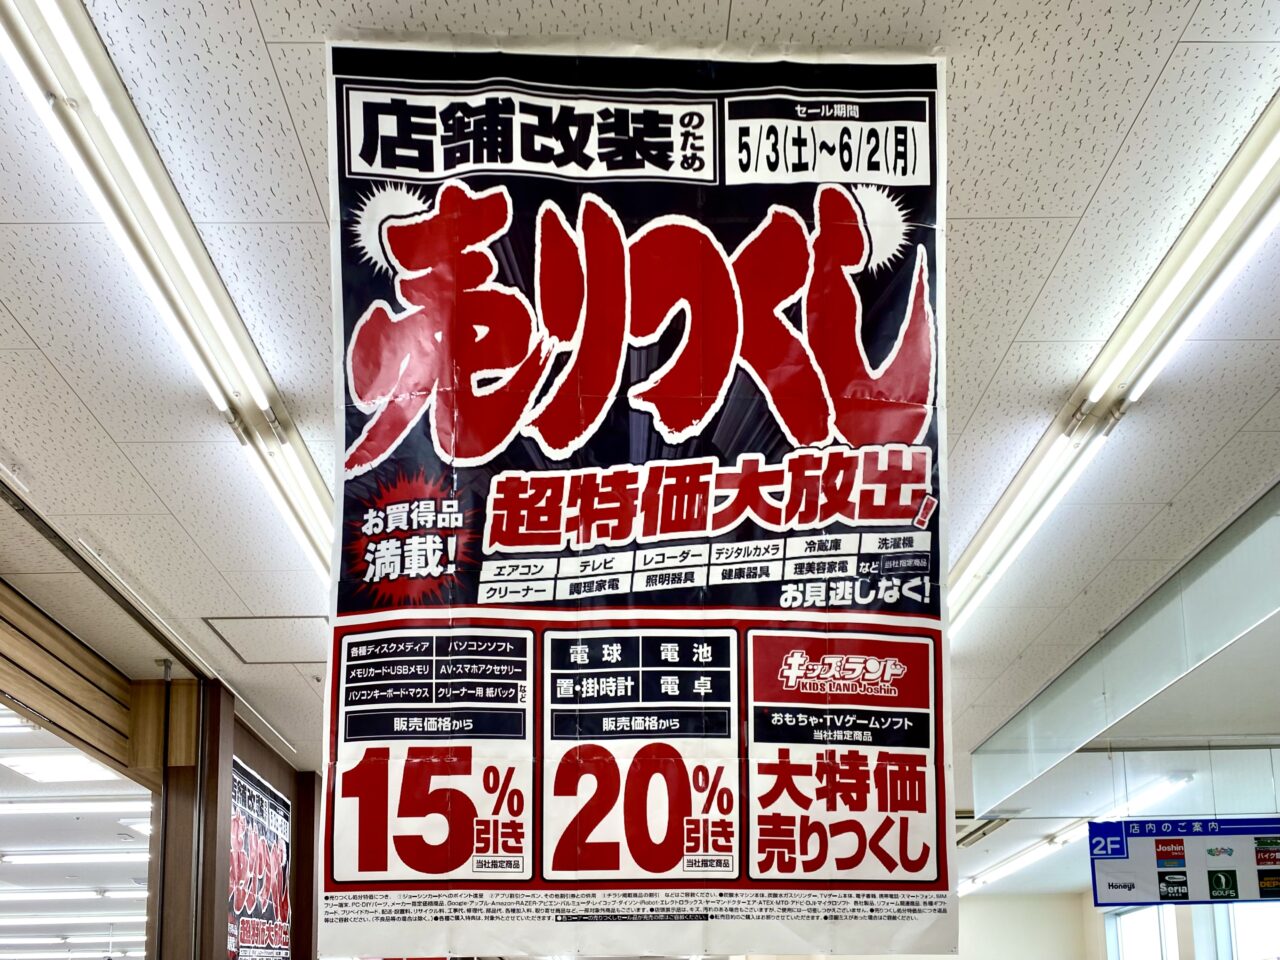 店舗改装のため
セール期間
5/3(土)～6/2(月)
売りつくし
超特価大放出!
お買得品
満載!
エアコン テレビ レコーダー デジタルカメラ 冷蔵庫 洗濯機
クリーナー 調理家電 照明器具 健康器具 理美容家電 など 当社指定商品
お見逃しなく!
各種ディスクメディア パソコンソフト
メモリカード・USBメモリ AV・スマホアクセサリー
パソコンキーボード・マウス クリーナー用 紙パック など
販売価格から
15%引き
当社指定商品
電球 電池
置・掛時計 電卓
販売価格から
20%引き
当社指定商品
キッズランド
KIDS LAND Joshin
おもちゃ・TVゲームソフト
当社指定商品
大特価
売りつくし
2F 店内のご案内
Joshin
Honeys
Seria
GOLF5